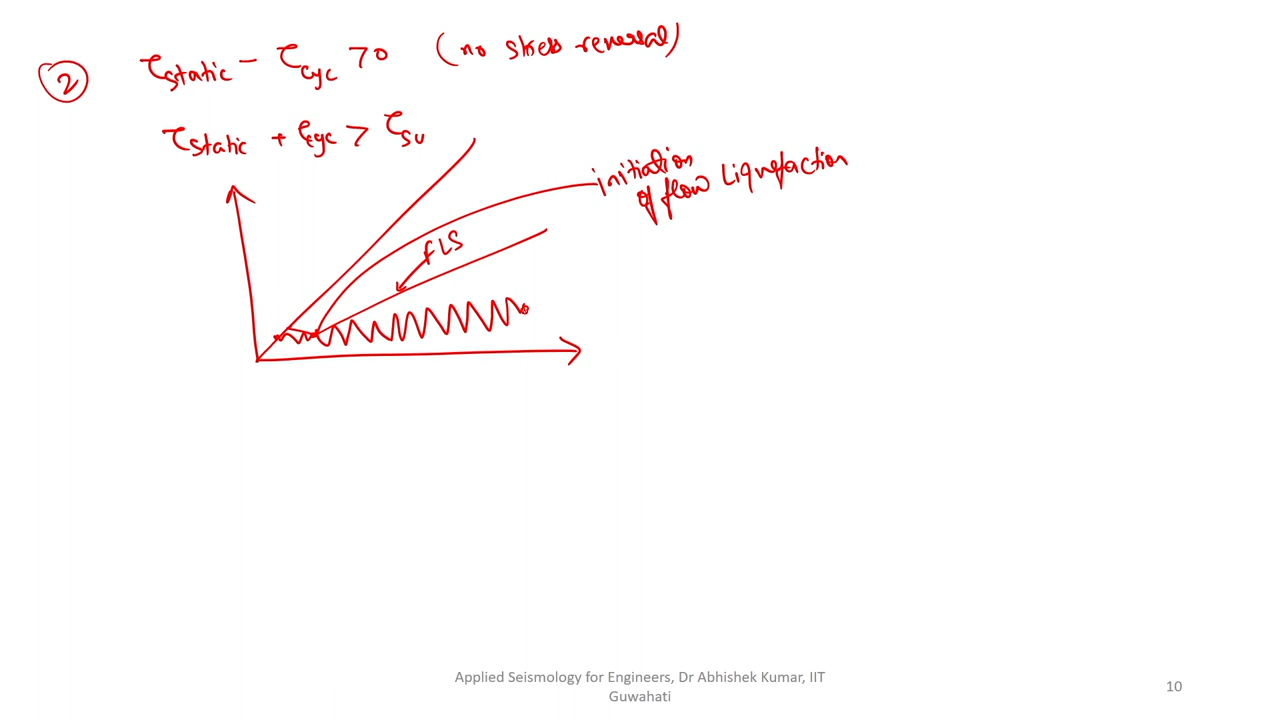 ② τstatic - τcyc >0 (no stress reversal)
τstatic + τcyc > τsu
initiation
of flow Liquefaction
FLS
Applied Seismology for Engineers, Dr Abhishek Kumar, IIT
Guwahati
10